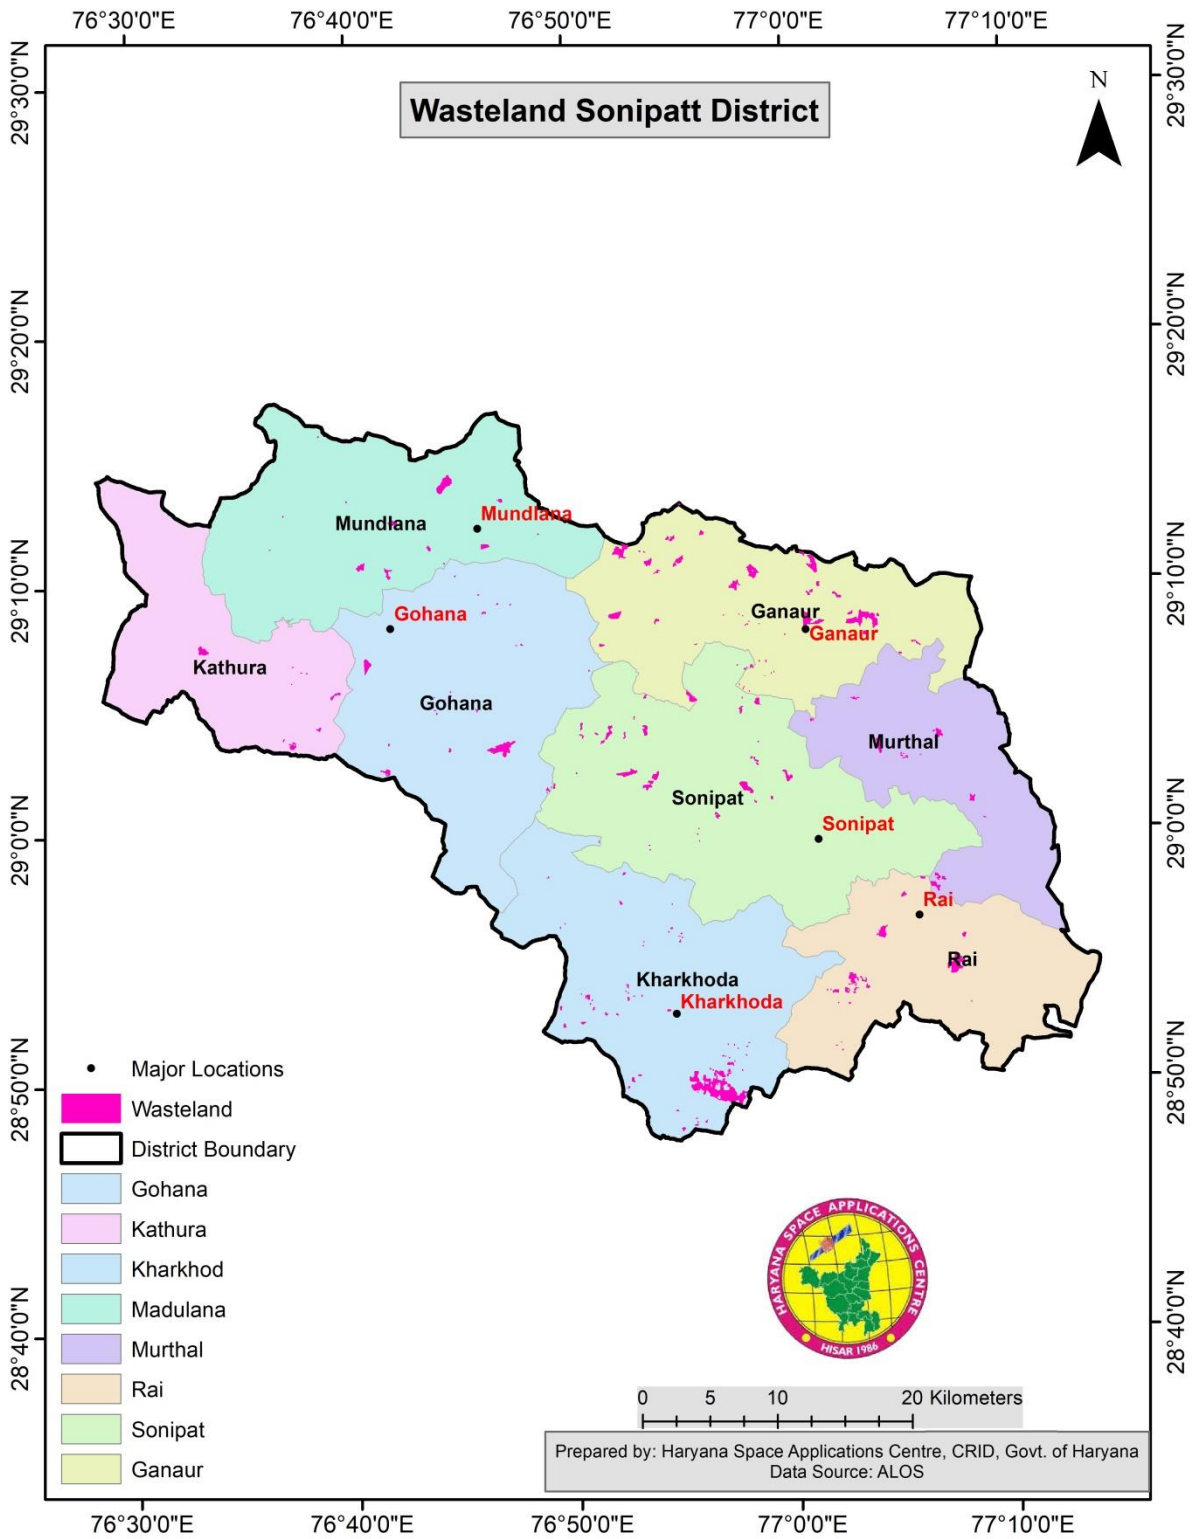 76°30'0"E 76°40'0"E 76°50'0"E 77°0'0"E 77°10'0"E
29°30'0"N
29°30'0"N
Wasteland Sonipatt District
N
29°20'0"N
29°20'0"N
Mundlana
Mundlana
29°10'0"N
29°10'0"N
Gohana
Ganaur
Ganaur
Kathura
Gohana
Murthal
Sonipat
Sonipat
29°0'0"N
29°0'0"N
Rai
Rai
Kharkhoda
Kharkhoda
28°50'0"N
28°50'0"N
Major Locations
Wasteland
District Boundary
Gohana
Kathura
Kharkhod
Madulana
Murthal
Rai
Sonipat
Ganaur
HARYANA SPACE APPLICATIONS CENTRE
HISAR 1986
28°40'0"N
28°40'0"N
0 5 10 20 Kilometers
Prepared by: Haryana Space Applications Centre, CRID, Govt. of Haryana
Data Source: ALOS
76°30'0"E 76°40'0"E 76°50'0"E 77°0'0"E 77°10'0"E